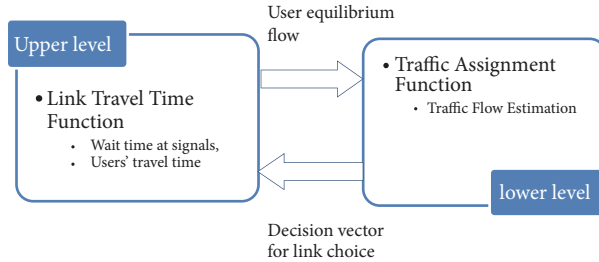 User equilibrium
flow
Upper level
• Link Travel Time
Function
• Wait time at signals,
• Users' travel time
• Traffic Assignment
Function
• Traffic Flow Estimation
lower level
Decision vector
for link choice